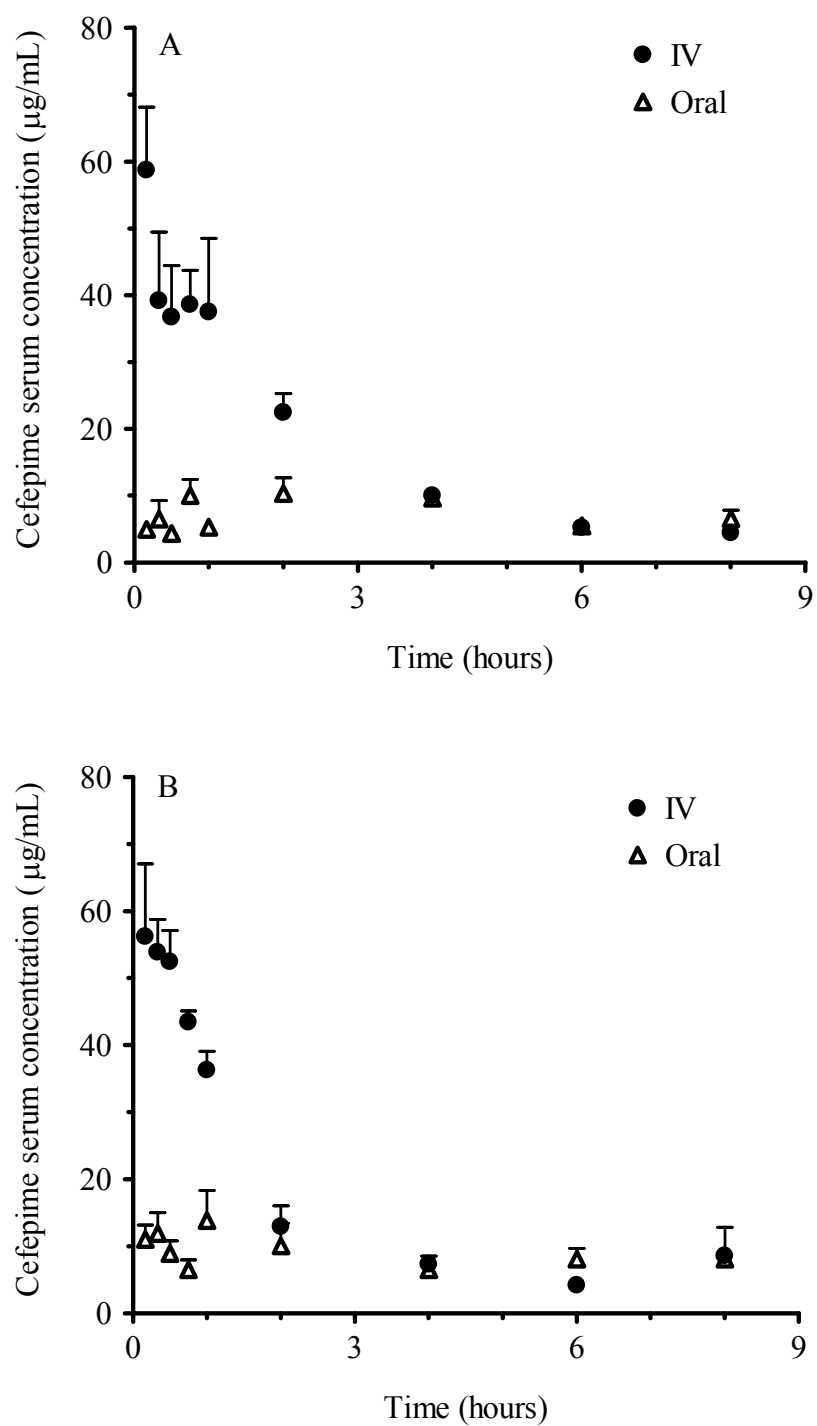 A
IV
Oral
Cefepime serum concentration (µg/mL)
80
60
40
20
0
0 3 6 9
Time (hours)
B
IV
Oral
Cefepime serum concentration (µg/mL)
80
60
40
20
0
0 3 6 9
Time (hours)